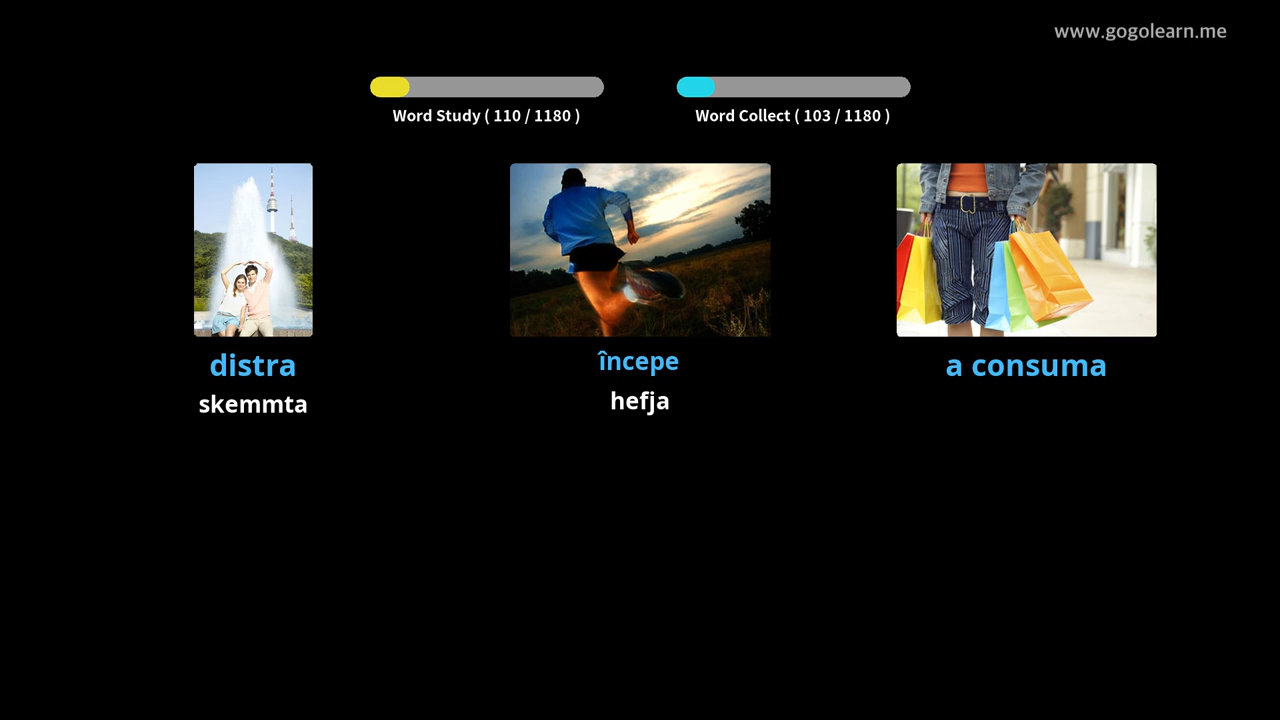 www.gogolearn.me
Word Study ( 110 / 1180 )
Word Collect ( 103 / 1180 )
distra
skemmta
începe
hefja
a consuma